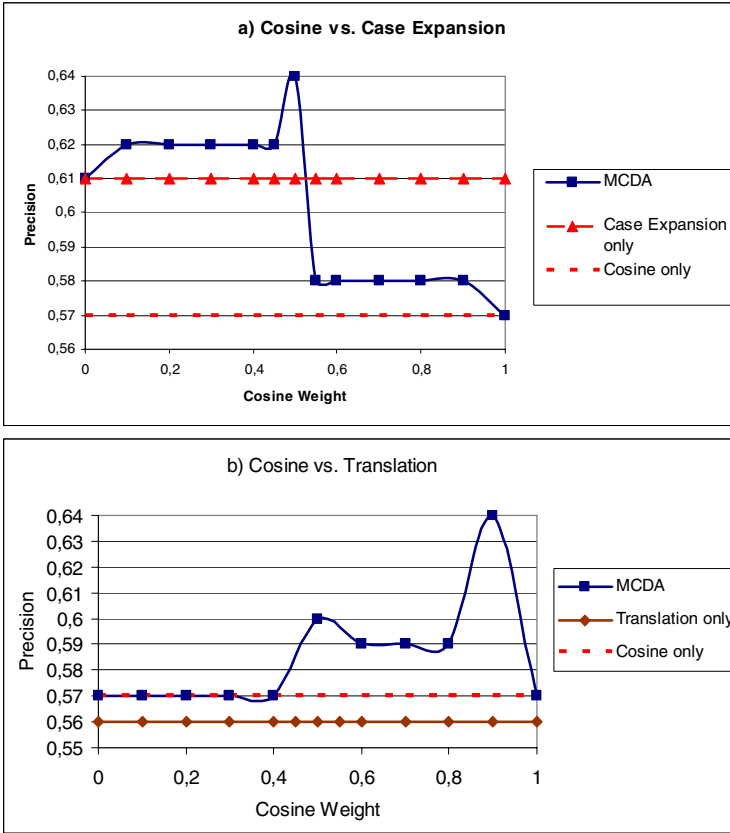 a) Cosine vs. Case Expansion
Precision
0,64
0,63
0,62
0,61
0,6
0,59
0,58
0,57
0,56
0
0,2
0,4
0,6
0,8
1
Cosine Weight
MCDA
Case Expansion
only
Cosine only
b) Cosine vs. Translation
Precision
0,64
0,63
0,62
0,61
0,6
0,59
0,58
0,57
0,56
0,55
0
0,2
0,4
0,6
0,8
1
Cosine Weight
MCDA
Translation only
Cosine only